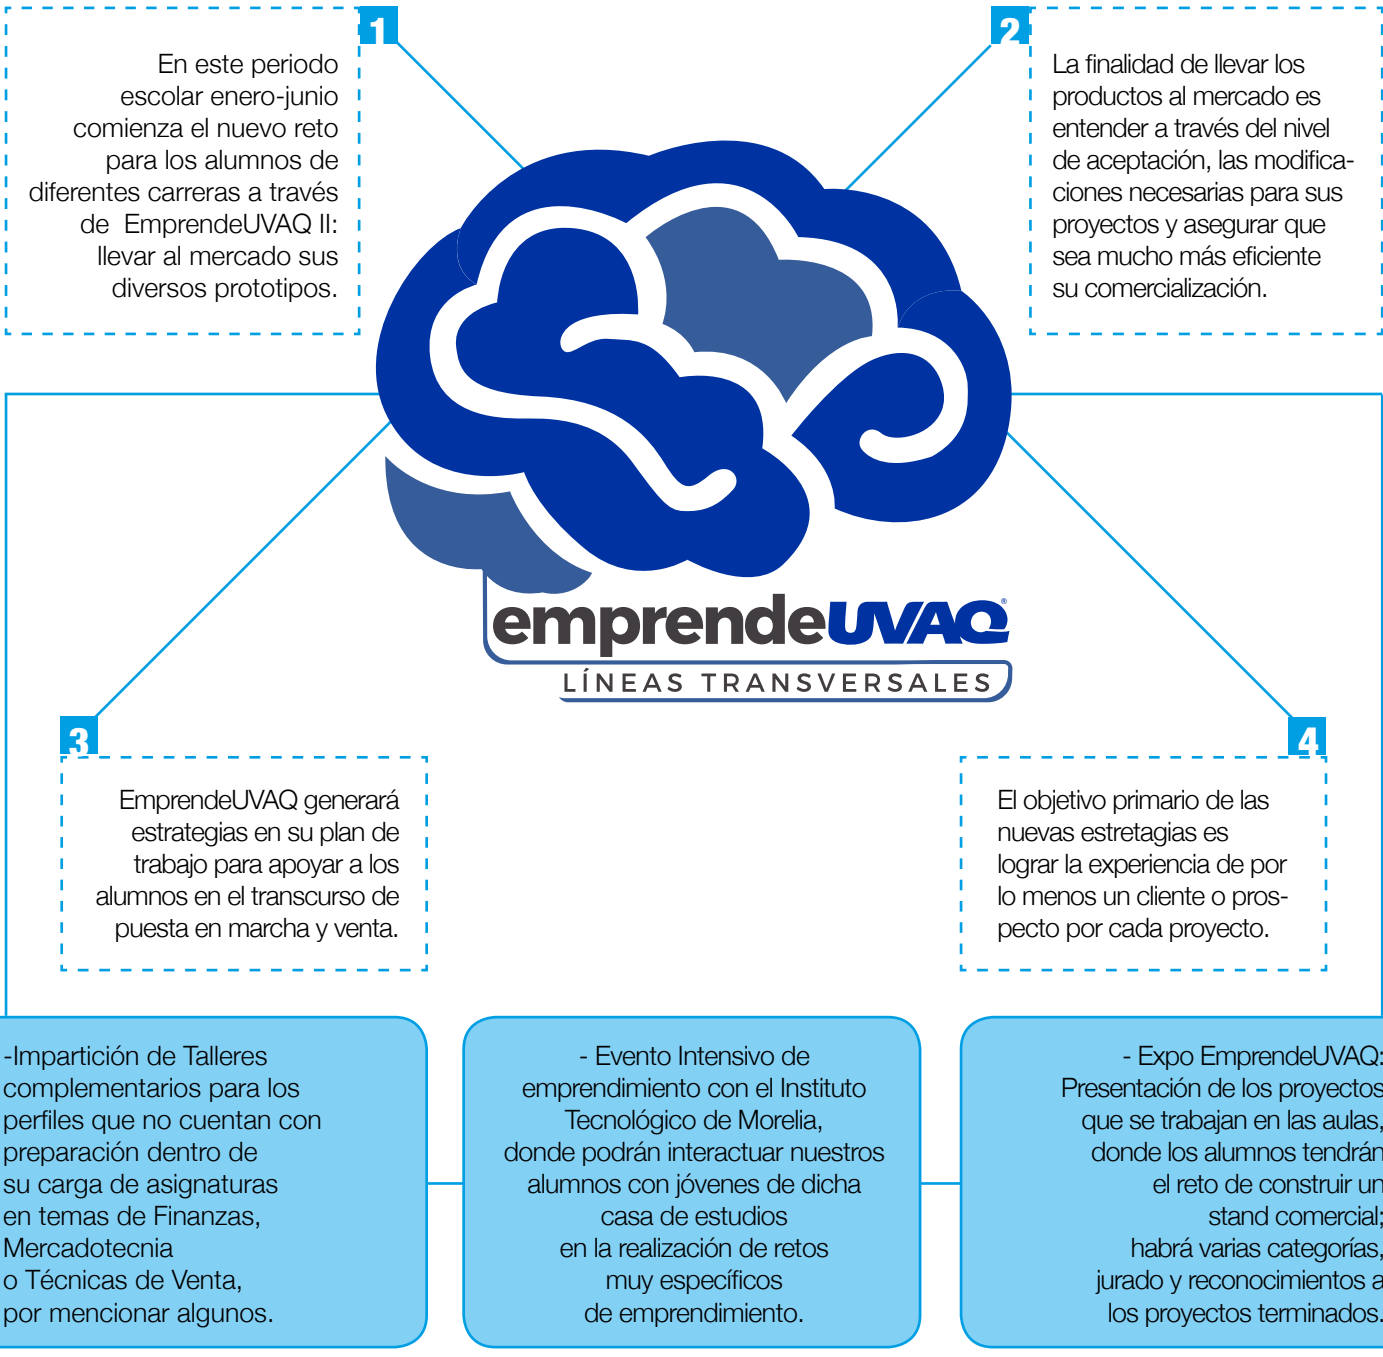 1
En este periodo
escolar enero-junio
comienza el nuevo reto
para los alumnos de
diferentes carreras a través
de EmprendeUVAQ II:
llevar al mercado sus
diversos prototipos.
2
La finalidad de llevar los
productos al mercado es
entender a través del nivel
de aceptación, las modifica-
ciones necesarias para sus
proyectos y asegurar que
sea mucho más eficiente
su comercialización.
emprendeUVAQ®
LÍNEAS TRANSVERSALES
3
EmprendeUVAQ generará
estrategias en su plan de
trabajo para apoyar a los
alumnos en el transcurso de
puesta en marcha y venta.
4
El objetivo primario de las
nuevas estretagias es
lograr la experiencia de por
lo menos un cliente o pros-
pecto por cada proyecto.
-Impartición de Talleres
complementarios para los
perfiles que no cuentan con
preparación dentro de
su carga de asignaturas
en temas de Finanzas,
Mercadotecnia
o Técnicas de Venta,
por mencionar algunos.
- Evento Intensivo de
emprendimiento con el Instituto
Tecnológico de Morelia,
donde podrán interactuar nuestros
alumnos con jóvenes de dicha
casa de estudios
en la realización de retos
muy específicos
de emprendimiento.
- Expo EmprendeUVAQ:
Presentación de los proyectos
que se trabajan en las aulas,
donde los alumnos tendrán
el reto de construir un
stand comercial;
habrá varias categorías,
jurado y reconocimientos a
los proyectos terminados.